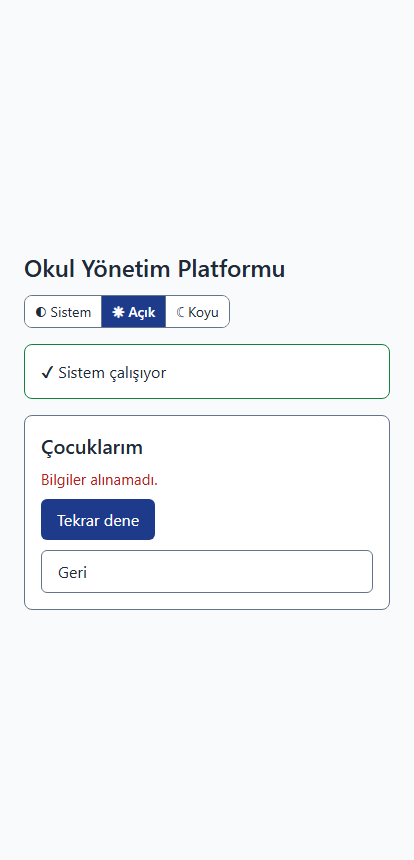 Okul Yönetim Platformu
◐ Sistem ☀ Açık ☾ Koyu
✓ Sistem çalışıyor
Çocuklarım
Bilgiler alınamadı.
Tekrar dene
Geri